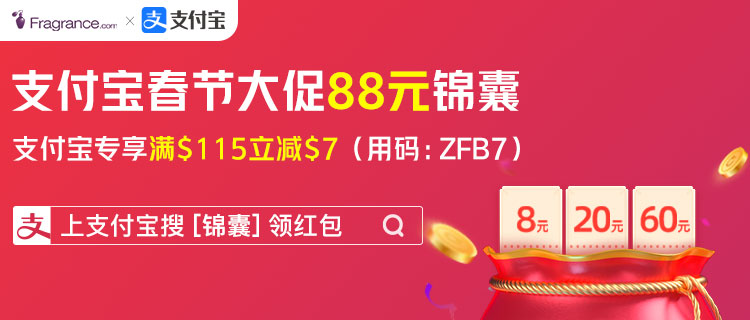 Fragrance.com × 支 支付宝
支付宝春节大促88元锦囊
支付宝专享满$115立减$7（用码：ZFB7）
支 上支付宝搜［锦囊］领红包
8元 20元 60元